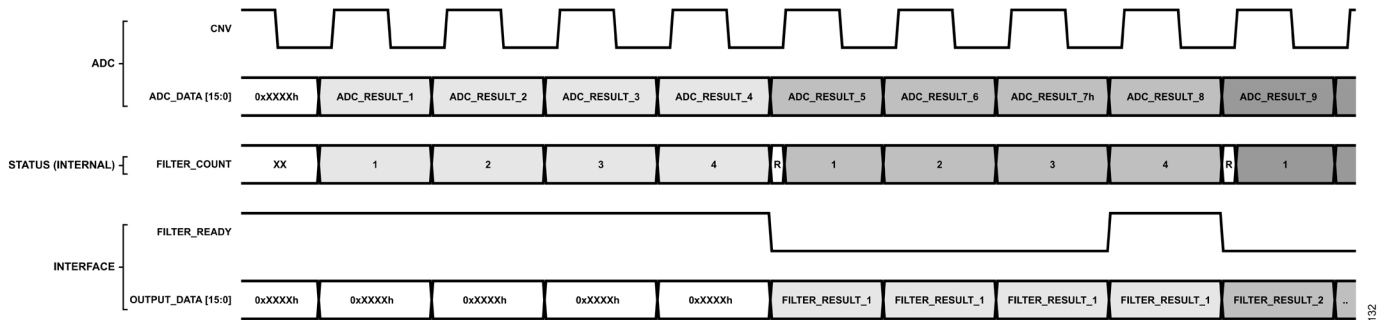 CNV
ADC
ADC_DATA [15:0] 0xXXXXh ADC_RESULT_1 ADC_RESULT_2 ADC_RESULT_3 ADC_RESULT_4 ADC_RESULT_5 ADC_RESULT_6 ADC_RESULT_7h ADC_RESULT_8 ADC_RESULT_9
STATUS (INTERNAL) FILTER_COUNT XX 1 2 3 4 R 1 2 3 4 R 1
FILTER_READY
INTERFACE
OUTPUT_DATA [15:0] 0xXXXXh 0xXXXXh 0xXXXXh 0xXXXXh 0xXXXXh FILTER_RESULT_1 FILTER_RESULT_1 FILTER_RESULT_1 FILTER_RESULT_1 FILTER_RESULT_2 ..
132